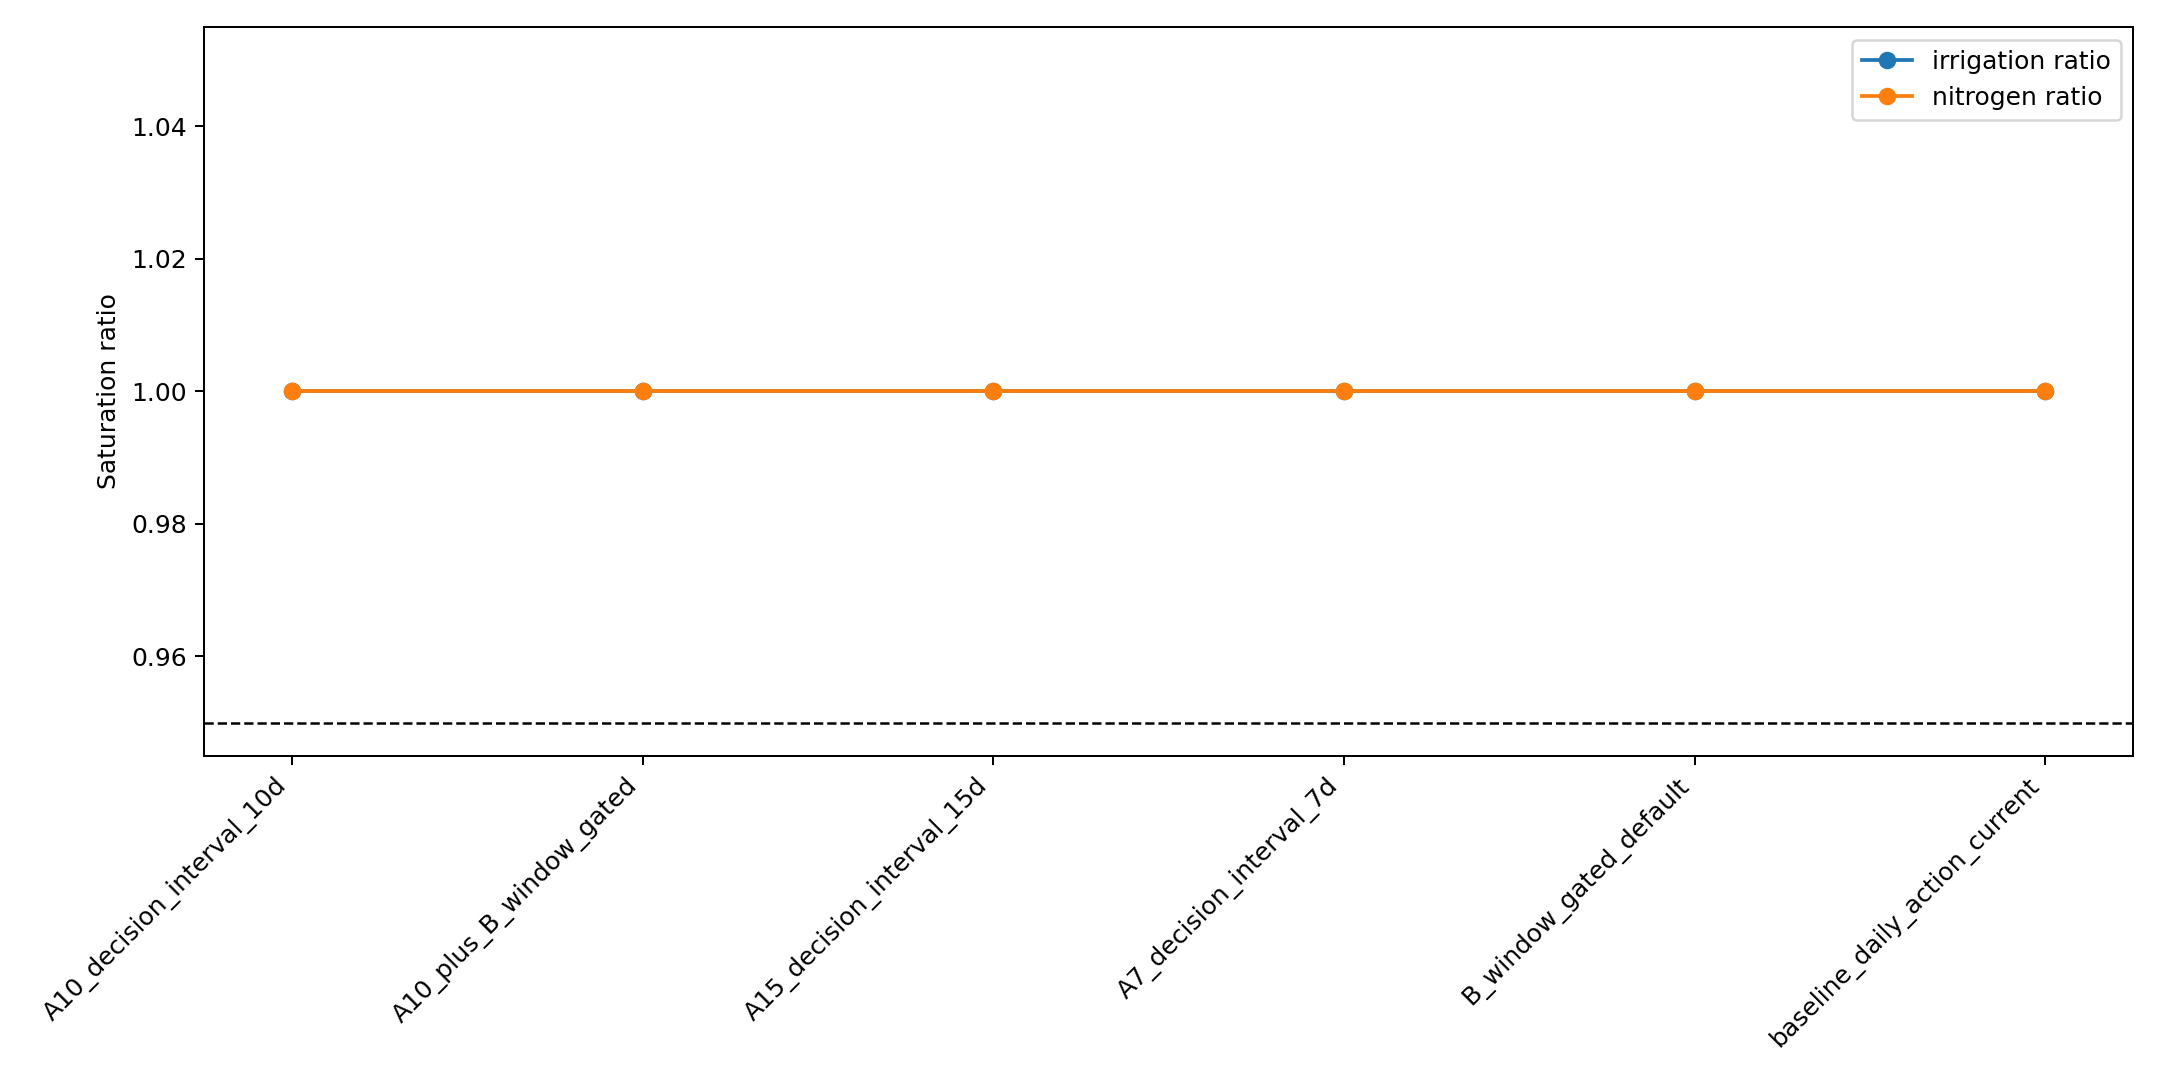 irrigation ratio
nitrogen ratio
Saturation ratio
1.04
1.02
1.00
0.98
0.96
A10_decision_interval_10d
A10_plus_B_window_gated
A15_decision_interval_15d
A7_decision_interval_7d
B_window_gated_default
baseline_daily_action_current